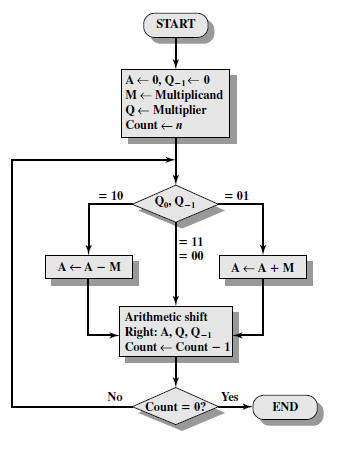 START
A ← 0, Q₋₁ ← 0
M ← Multiplicand
Q ← Multiplier
Count ← n
= 10
Q₀, Q₋₁
= 01
= 11
= 00
A ← A − M
A ← A + M
Arithmetic shift
Right: A, Q, Q₋₁
Count ← Count − 1
No
Count = 0?
Yes
END